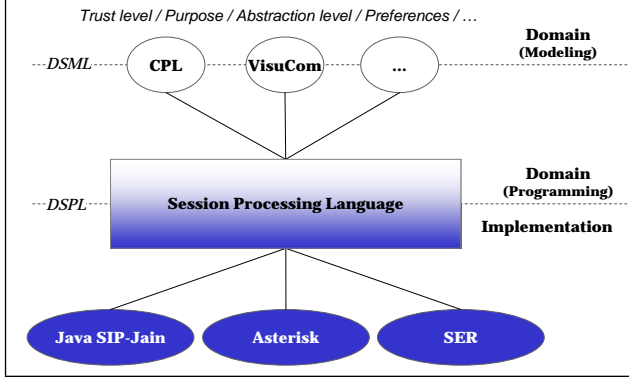 Trust level / Purpose / Abstraction level / Preferences / …
Domain
(Modeling)
DSML
CPL
VisuCom
...
Domain
(Programming)
DSPL
Session Processing Language
Implementation
Java SIP-Jain
Asterisk
SER